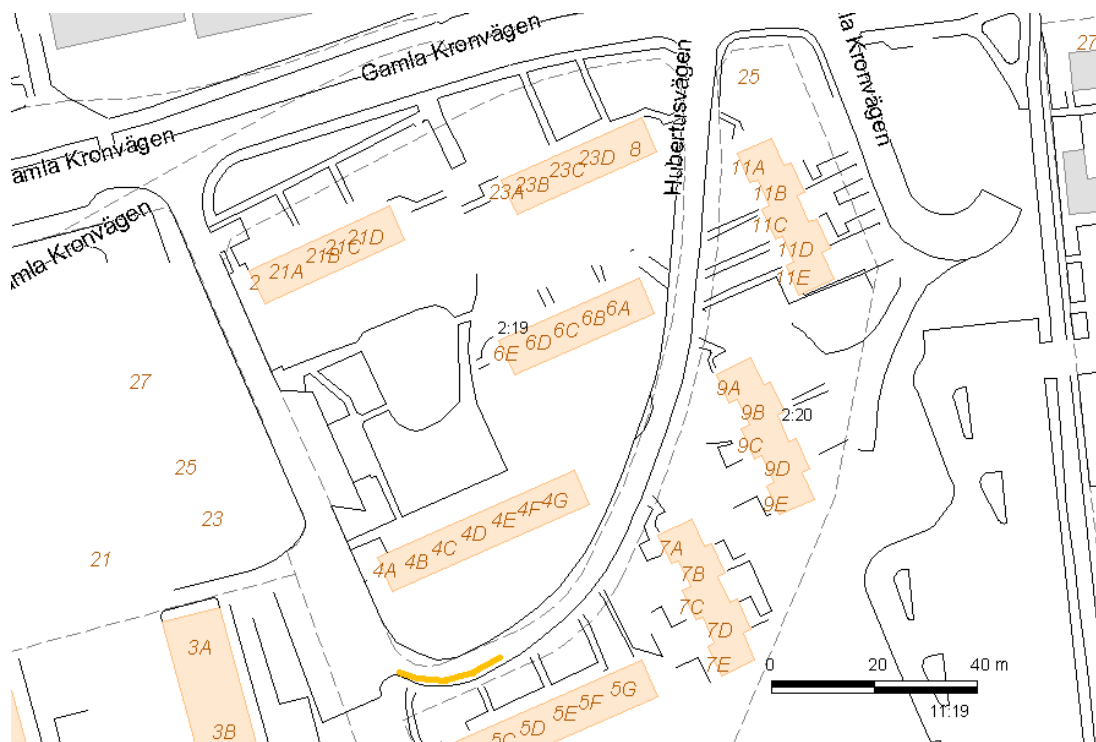 Gamla Kronvägen
amla Kronvägen
la Kronvägen
amla-Kronvägen
Hubertusvägen
25
27
11A
11B
11C
11D
11E
23A
23B
23C
23D
8
2
21A
21B
21C
21D
2:19
6E
6D
6C
6B
6A
27
25
23
21
9A
9B
2:20
9C
9D
9E
4A
4B
4C
4D
4E
4F
4G
7A
7B
7C
7D
7E
3A
3B
5C
5D
5E
5F
5G
0 20 40 m
11:19